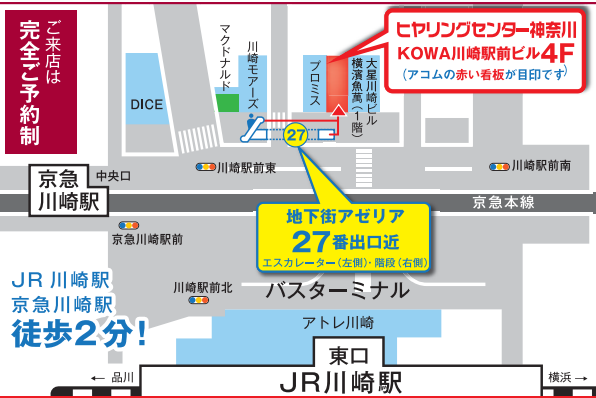 ご来店は
完全ご予約制
ヒヤリングセンター神奈川
KOWA川崎駅前ビル4F
(アコムの赤い看板が目印です)
マクドナルド
川崎モアーズ
プロミス
大星川崎ビル
横濱魚萬(1階)
DICE
27
川崎駅前東
川崎駅前南
京急
川崎駅
中央口
京急本線
京急川崎駅前
地下街アゼリア
27番出口近
エスカレーター(左側)・階段(右側)
JR川崎駅
京急川崎駅
徒歩2分!
川崎駅前北
バスターミナル
アトレ川崎
東口
JR川崎駅
← 品川
横浜 →